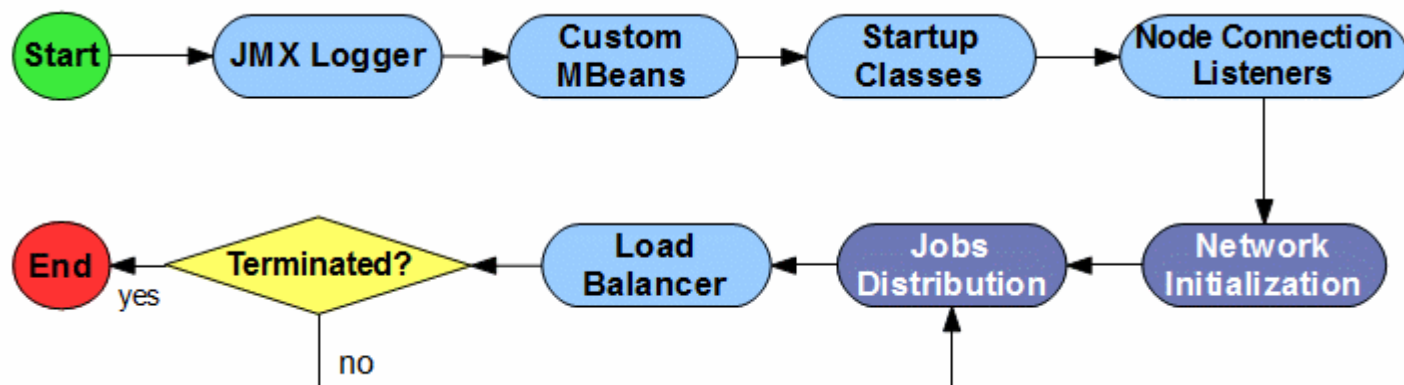 Start
JMX Logger
Custom
MBeans
Startup
Classes
Node Connection
Listeners
Network
Initialization
Jobs
Distribution
Load
Balancer
Terminated?
yes
End
no